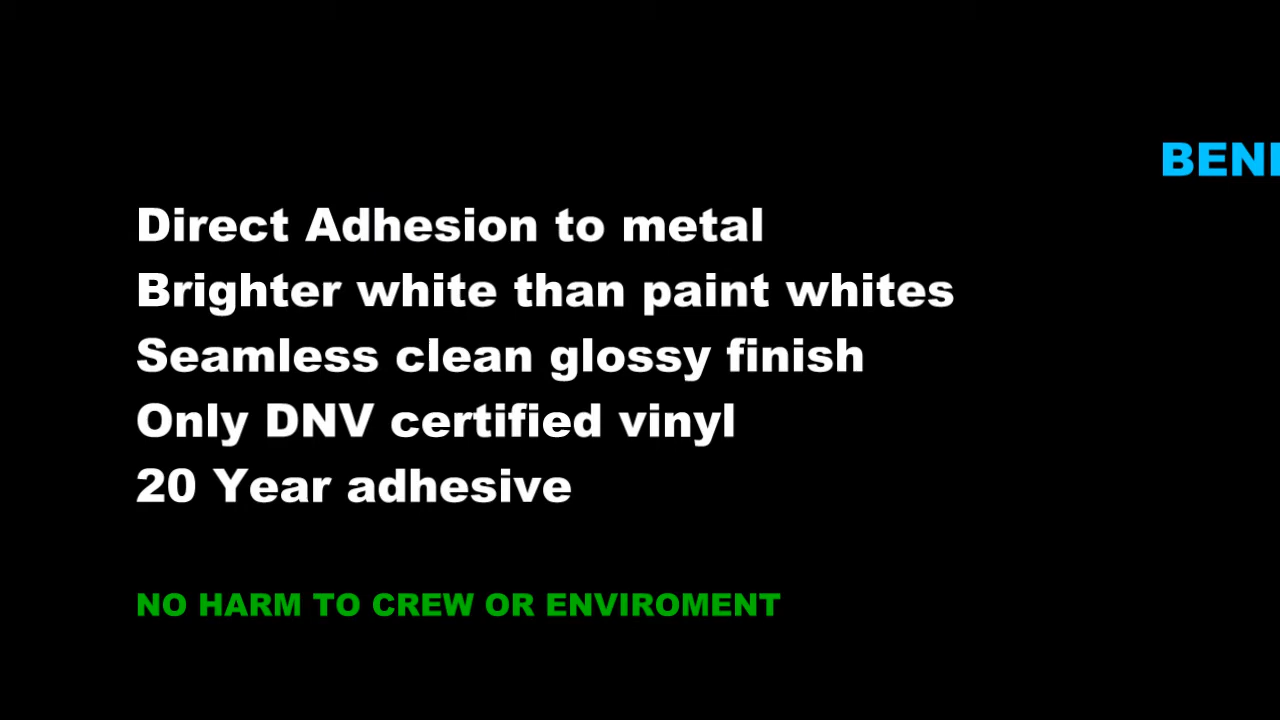 BEN
Direct Adhesion to metal
Brighter white than paint whites
Seamless clean glossy finish
Only DNV certified vinyl
20 Year adhesive
NO HARM TO CREW OR ENVIROMENT